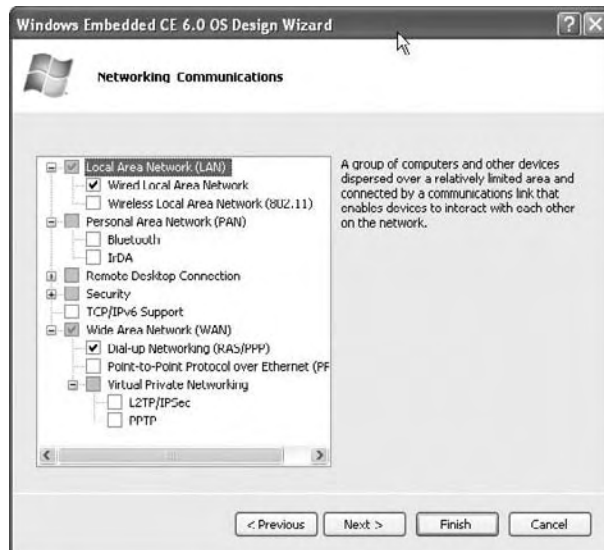 Windows Embedded CE 6.0 OS Design Wizard
Networking Communications
Local Area Network (LAN)
Wired Local Area Network
Wireless Local Area Network (802.11)
Personal Area Network (PAN)
Bluetooth
IrDA
Remote Desktop Connection
Security
TCP/IPv6 Support
Wide Area Network (WAN)
Dial-up Networking (RAS/PPP)
Point-to-Point Protocol over Ethernet (PF
Virtual Private Networking
L2TP/IPSec
PPTP
A group of computers and other devices
dispersed over a relatively limited area and
connected by a communications link that
enables devices to interact with each other
on the network.
< Previous
Next >
Finish
Cancel